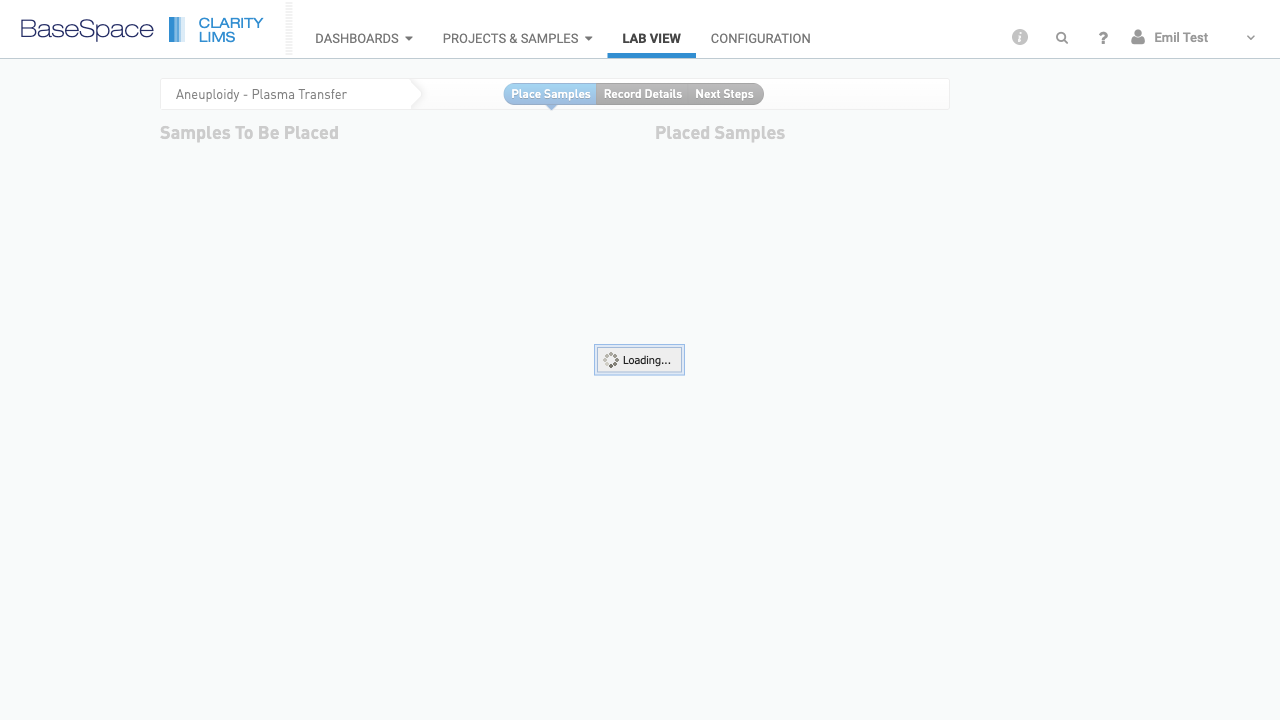 BaseSpace CLARITY LIMS
DASHBOARDS PROJECTS & SAMPLES LAB VIEW CONFIGURATION i ? Emil Test
Aneuploidy - Plasma Transfer Place Samples Record Details Next Steps
Samples To Be Placed Placed Samples
Loading...